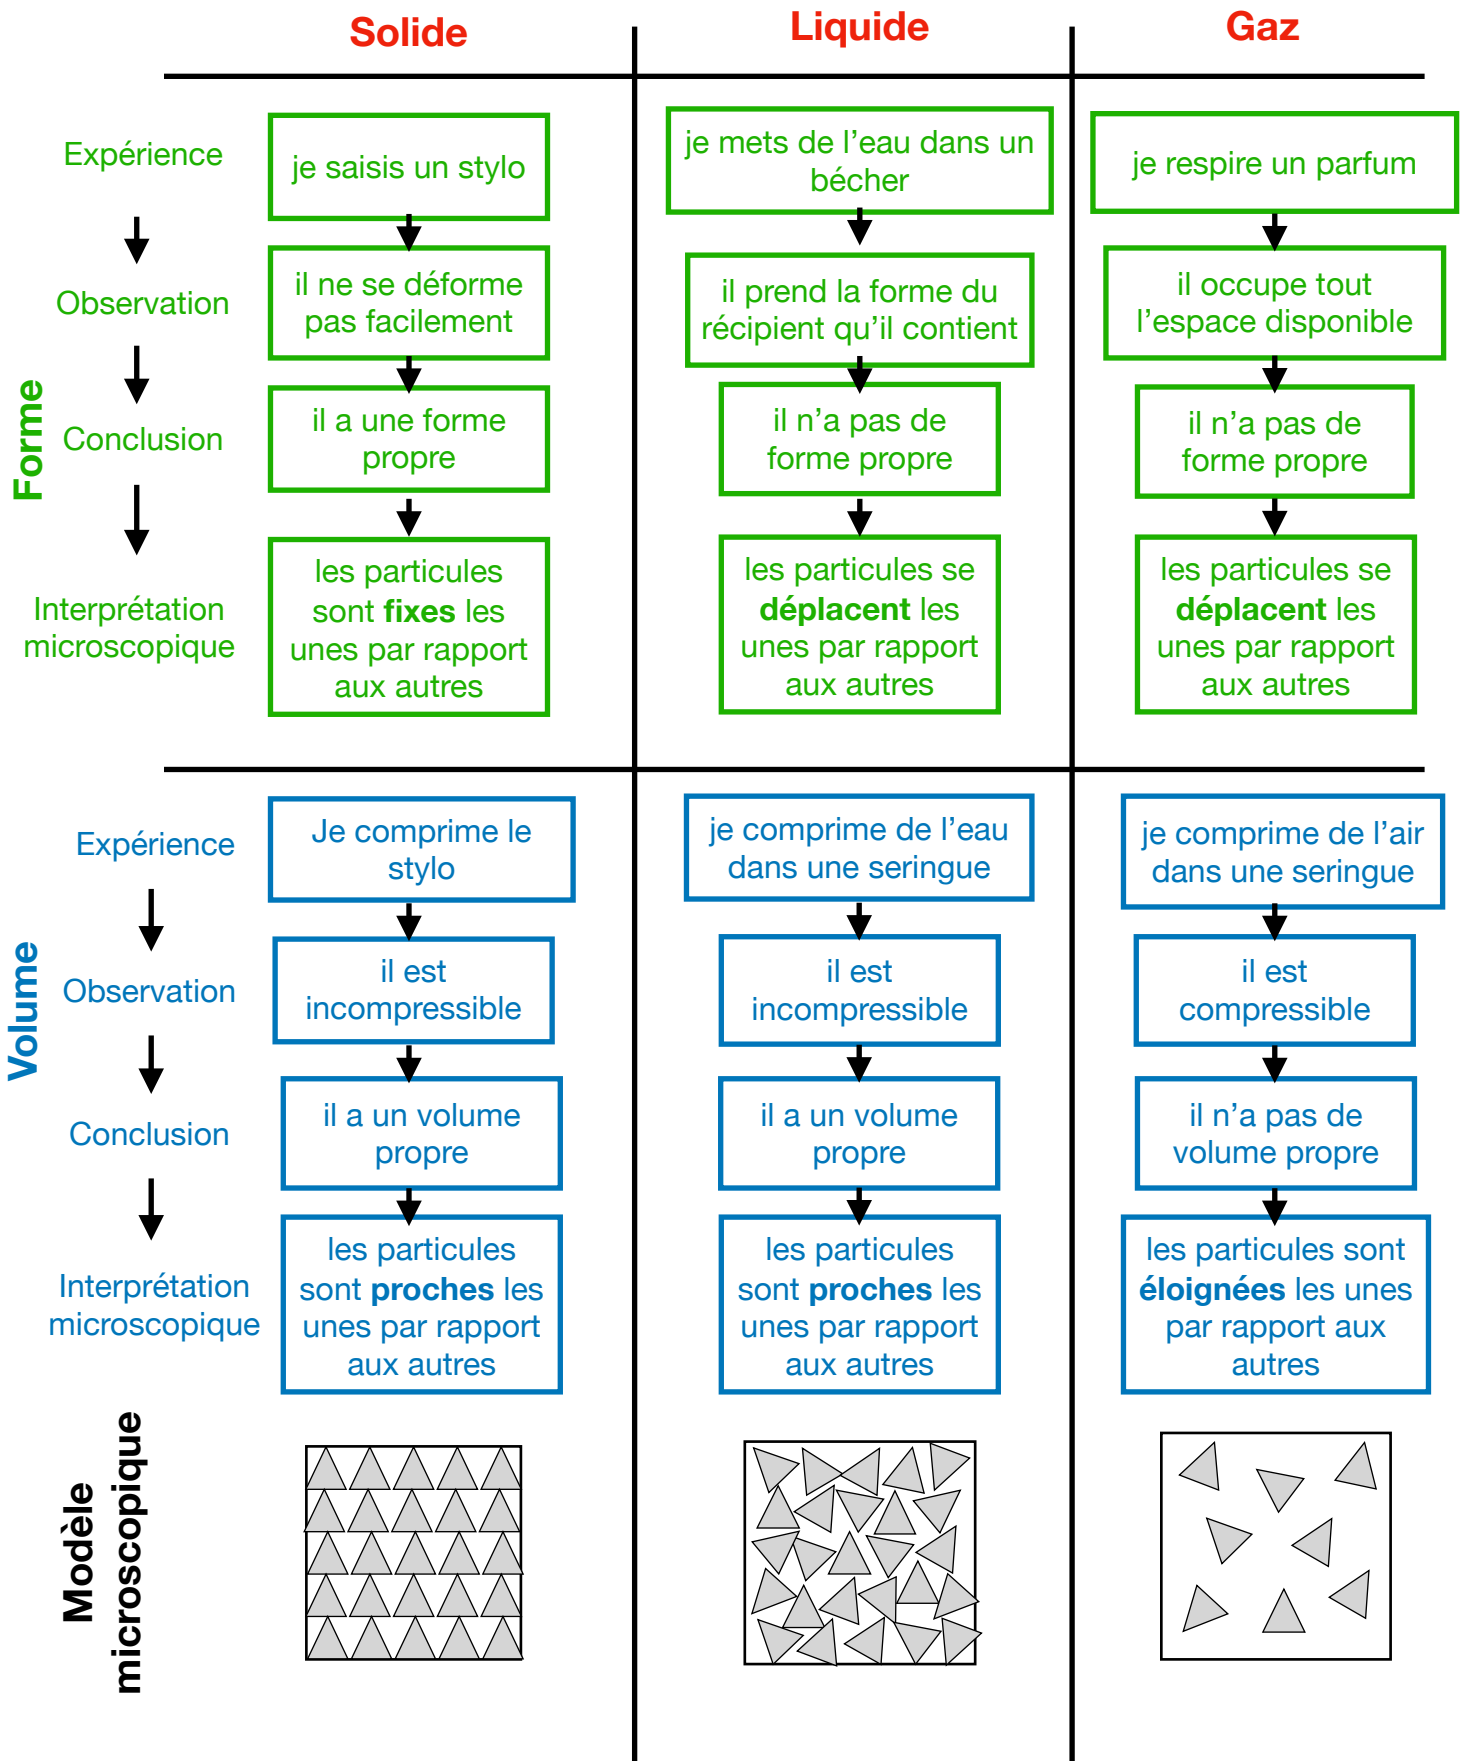 Solide
Liquide
Gaz
Forme
Expérience
je saisis un stylo
je mets de l'eau dans un
bécher
je respire un parfum
Observation
il ne se déforme
pas facilement
il prend la forme du
récipient qu'il contient
il occupe tout
l'espace disponible
Conclusion
il a une forme
propre
il n'a pas de
forme propre
il n'a pas de
forme propre
Interprétation
microscopique
les particules
sont fixes les
unes par rapport
aux autres
les particules se
déplacent les
unes par rapport
aux autres
les particules se
déplacent les
unes par rapport
aux autres
Volume
Expérience
Je comprime le
stylo
je comprime de l'eau
dans une seringue
je comprime de l'air
dans une seringue
Observation
il est
incompressible
il est
incompressible
il est
compressible
Conclusion
il a un volume
propre
il a un volume
propre
il n'a pas de
volume propre
Interprétation
microscopique
les particules
sont proches les
unes par rapport
aux autres
les particules
sont proches les
unes par rapport
aux autres
les particules sont
éloignées les unes
par rapport aux
autres
Modèle
microscopique